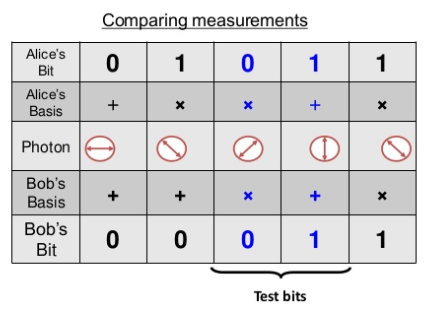 Comparing measurements
Alice's Bit 0 1 0 1 1
Alice's Basis + × × + ×
Photon
Bob's Basis + + × + ×
Bob's Bit 0 0 0 1 1
Test bits